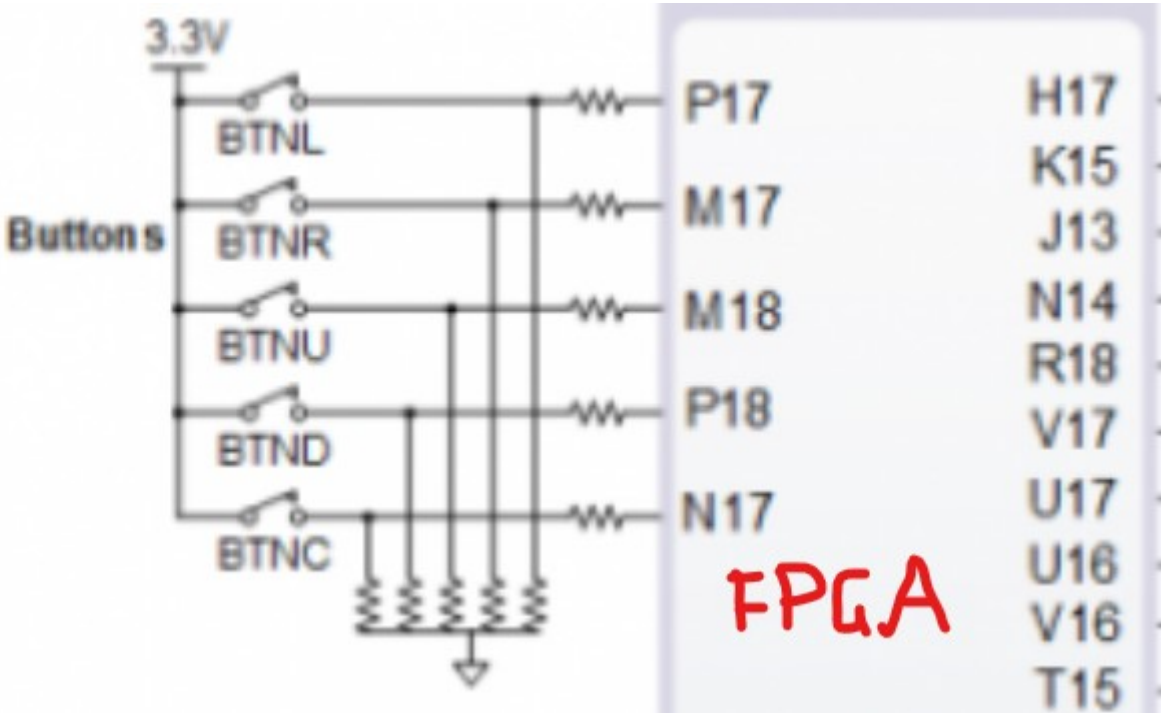 3.3V
BTNL
BTNR
Buttons
BTNU
BTND
BTNC
P17
M17
M18
P18
N17
FPGA
H17
K15
J13
N14
R18
V17
U17
U16
V16
T15